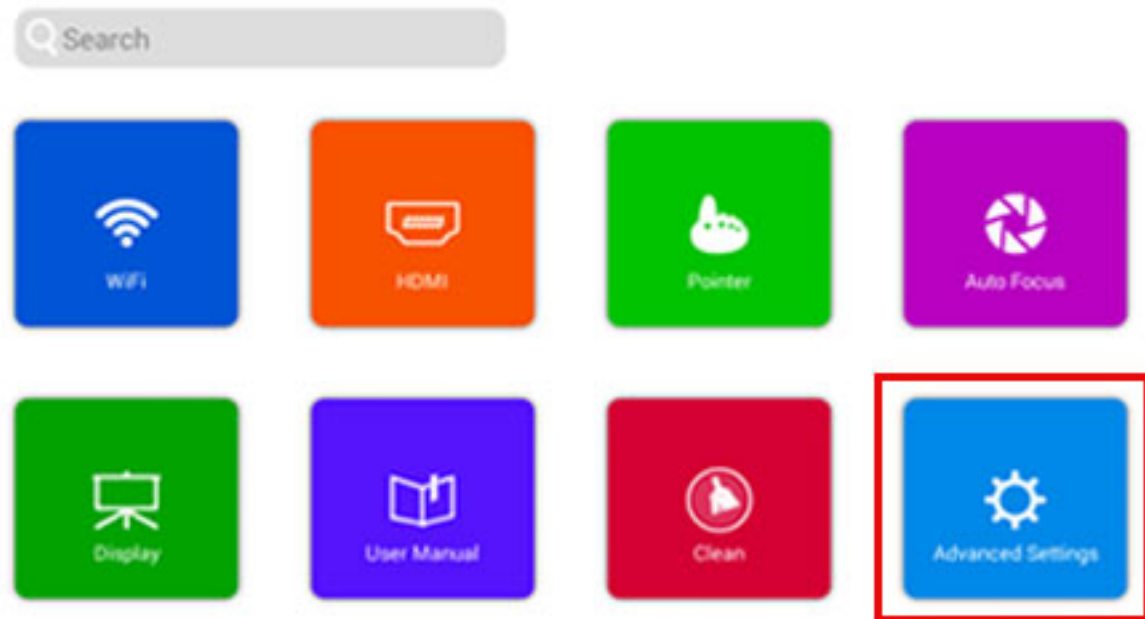 Search
WiFi
HDMI
Pointer
Auto Focus
Display
User Manual
Clean
Advanced Settings